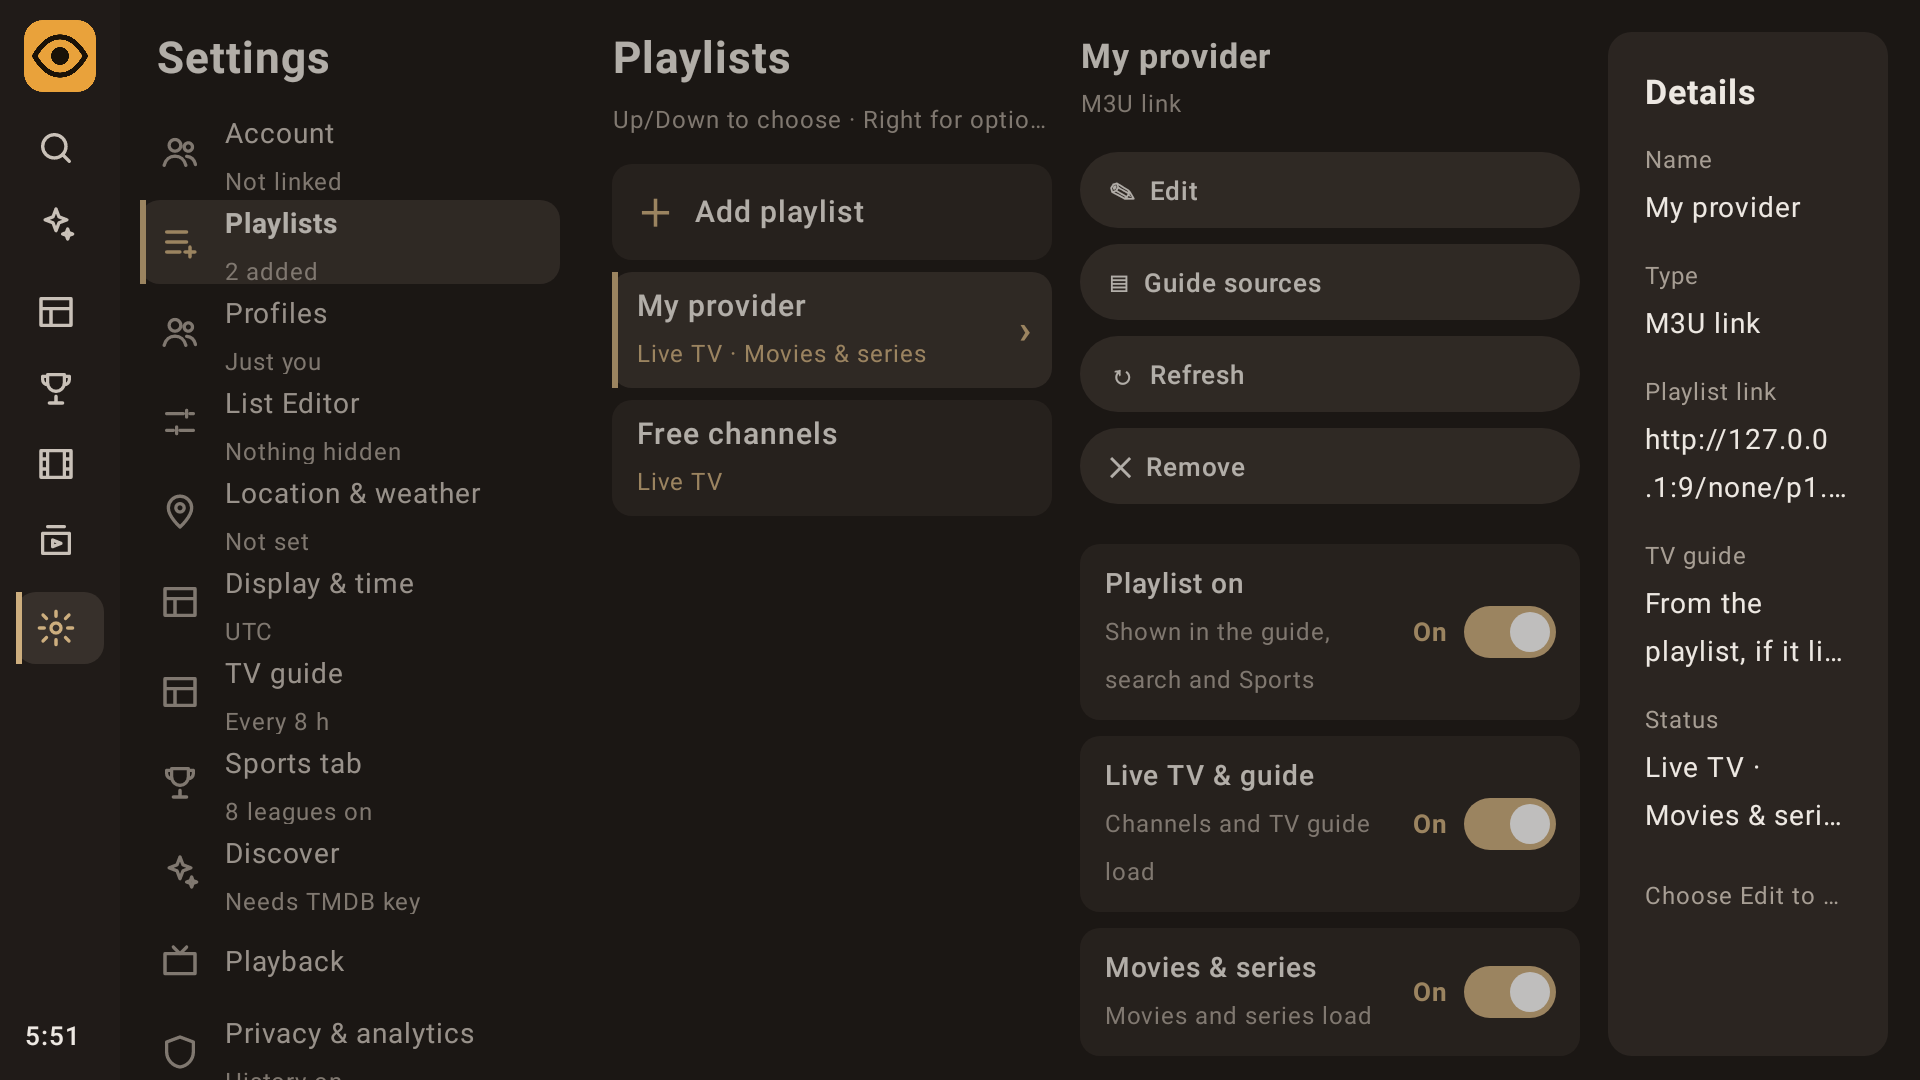 Settings
Account
Not linked
Playlists
2 added
Profiles
Just you
List Editor
Nothing hidden
Location & weather
Not set
Display & time
UTC
TV guide
Every 8 h
Sports tab
8 leagues on
Discover
Needs TMDB key
Playback
Privacy & analytics
History on
5:51
Playlists
Up/Down to choose · Right for optio…
Add playlist
My provider
Live TV · Movies & series
Free channels
Live TV
My provider
M3U link
Edit
Guide sources
Refresh
Remove
Playlist on
Shown in the guide,
search and Sports
On
Live TV & guide
Channels and TV guide
load
On
Movies & series
Movies and series load
On
Details
Name
My provider
Type
M3U link
Playlist link
http://127.0.0
.1:9/none/p1.…
TV guide
From the
playlist, if it li…
Status
Live TV ·
Movies & seri…
Choose Edit to …